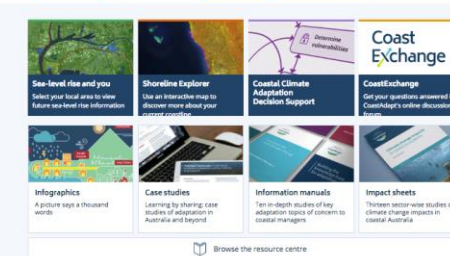 Determine
vulnerabilities
Coast
Exchange
Sea-level rise and you
Select your local area to view
future sea-level rise information
Shoreline Explorer
Use an interactive map to
discover more about your
current coastline
Coastal Climate
Adaptation
Decision Support
CoastExchange
Get your questions answered
CoastAdapt's online discussion
forum
Infographics
A picture says a thousand
words
Case studies
Learning by sharing: case
studies of adaptation in
Australia and beyond
Information manuals
Ten in-depth studies of key
adaptation topics of concern to
coastal managers
Impact sheets
Thirteen sector-wise studies
climate change impacts in
coastal Australia
Browse the resource centre